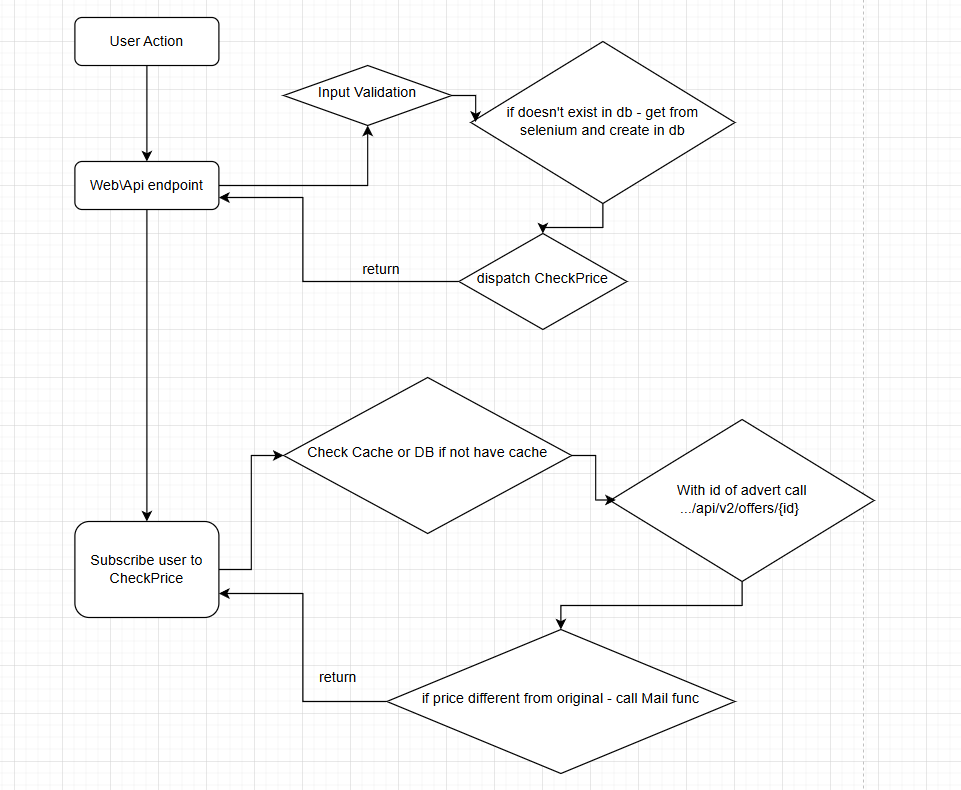 User Action
Input Validation
if doesn't exist in db - get from
selenium and create in db
Web\Api endpoint
return
dispatch CheckPrice
Check Cache or DB if not have cache
With id of advert call
.../api/v2/offers/{id}
Subscribe user to
CheckPrice
return
if price different from original - call Mail func